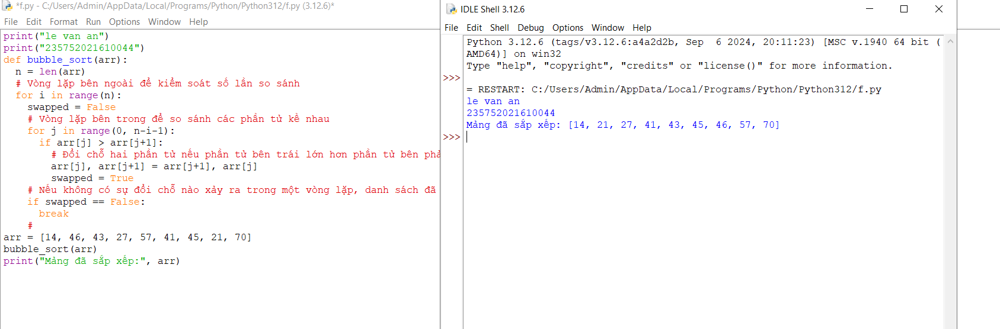 *f.py - C:/Users/Admin/AppData/Local/Programs/Python/Python312/f.py (3.12.6)*
File Edit Format Run Options Window Help
print("le van an")
print("235752021610044")
def bubble_sort(arr):
  n = len(arr)
  # Vòng lặp bên ngoài để kiểm soát số lần so sánh
  for i in range(n):
    swapped = False
    # Vòng lặp bên trong để so sánh các phần tử kề nhau
    for j in range(0, n-i-1):
      if arr[j] > arr[j+1]:
        # Đổi chỗ hai phần tử nếu phần tử bên trái lớn hơn phần tử bên
        arr[j], arr[j+1] = arr[j+1], arr[j]
        swapped = True
    # Nếu không có sự đổi chỗ nào xảy ra trong một vòng lặp, danh sách đã
    if swapped == False:
      break
    #
arr = [14, 46, 43, 27, 57, 41, 45, 21, 70]
bubble_sort(arr)
print("Mảng đã sắp xếp:", arr)
IDLE Shell 3.12.6
File Edit Shell Debug Options Window Help
Python 3.12.6 (tags/v3.12.6:a4a2d2b, Sep  6 2024, 20:11:23) [MSC v.1940 64 bit (
AMD64)] on win32
Type "help", "copyright", "credits" or "license()" for more information.
>>>
= RESTART: C:/Users/Admin/AppData/Local/Programs/Python/Python312/f.py
le van an
235752021610044
Mảng đã sắp xếp: [14, 21, 27, 41, 43, 45, 46, 57, 70]
>>>